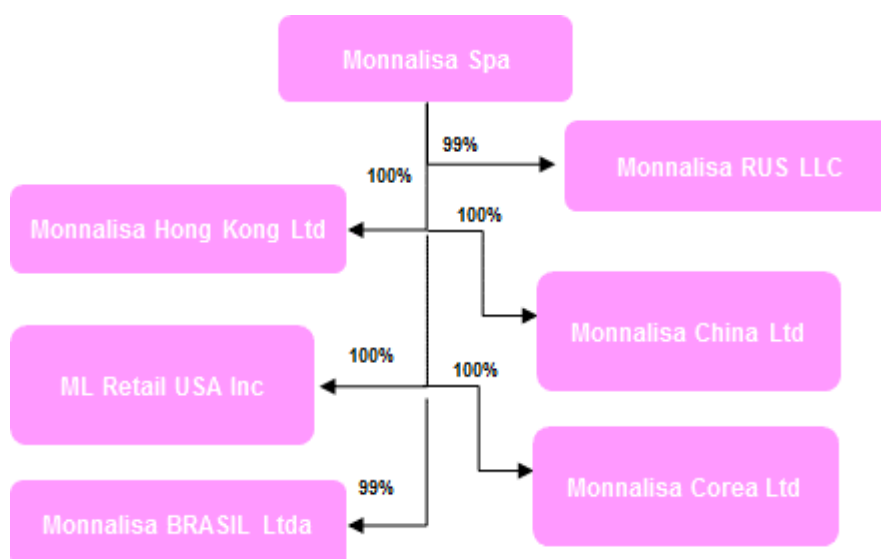 Monnalisa Spa
99%
Monnalisa RUS LLC
100%
Monnalisa Hong Kong Ltd
100%
Monnalisa China Ltd
100%
ML Retail USA Inc
100%
Monnalisa Corea Ltd
99%
Monnalisa BRASIL Ltda